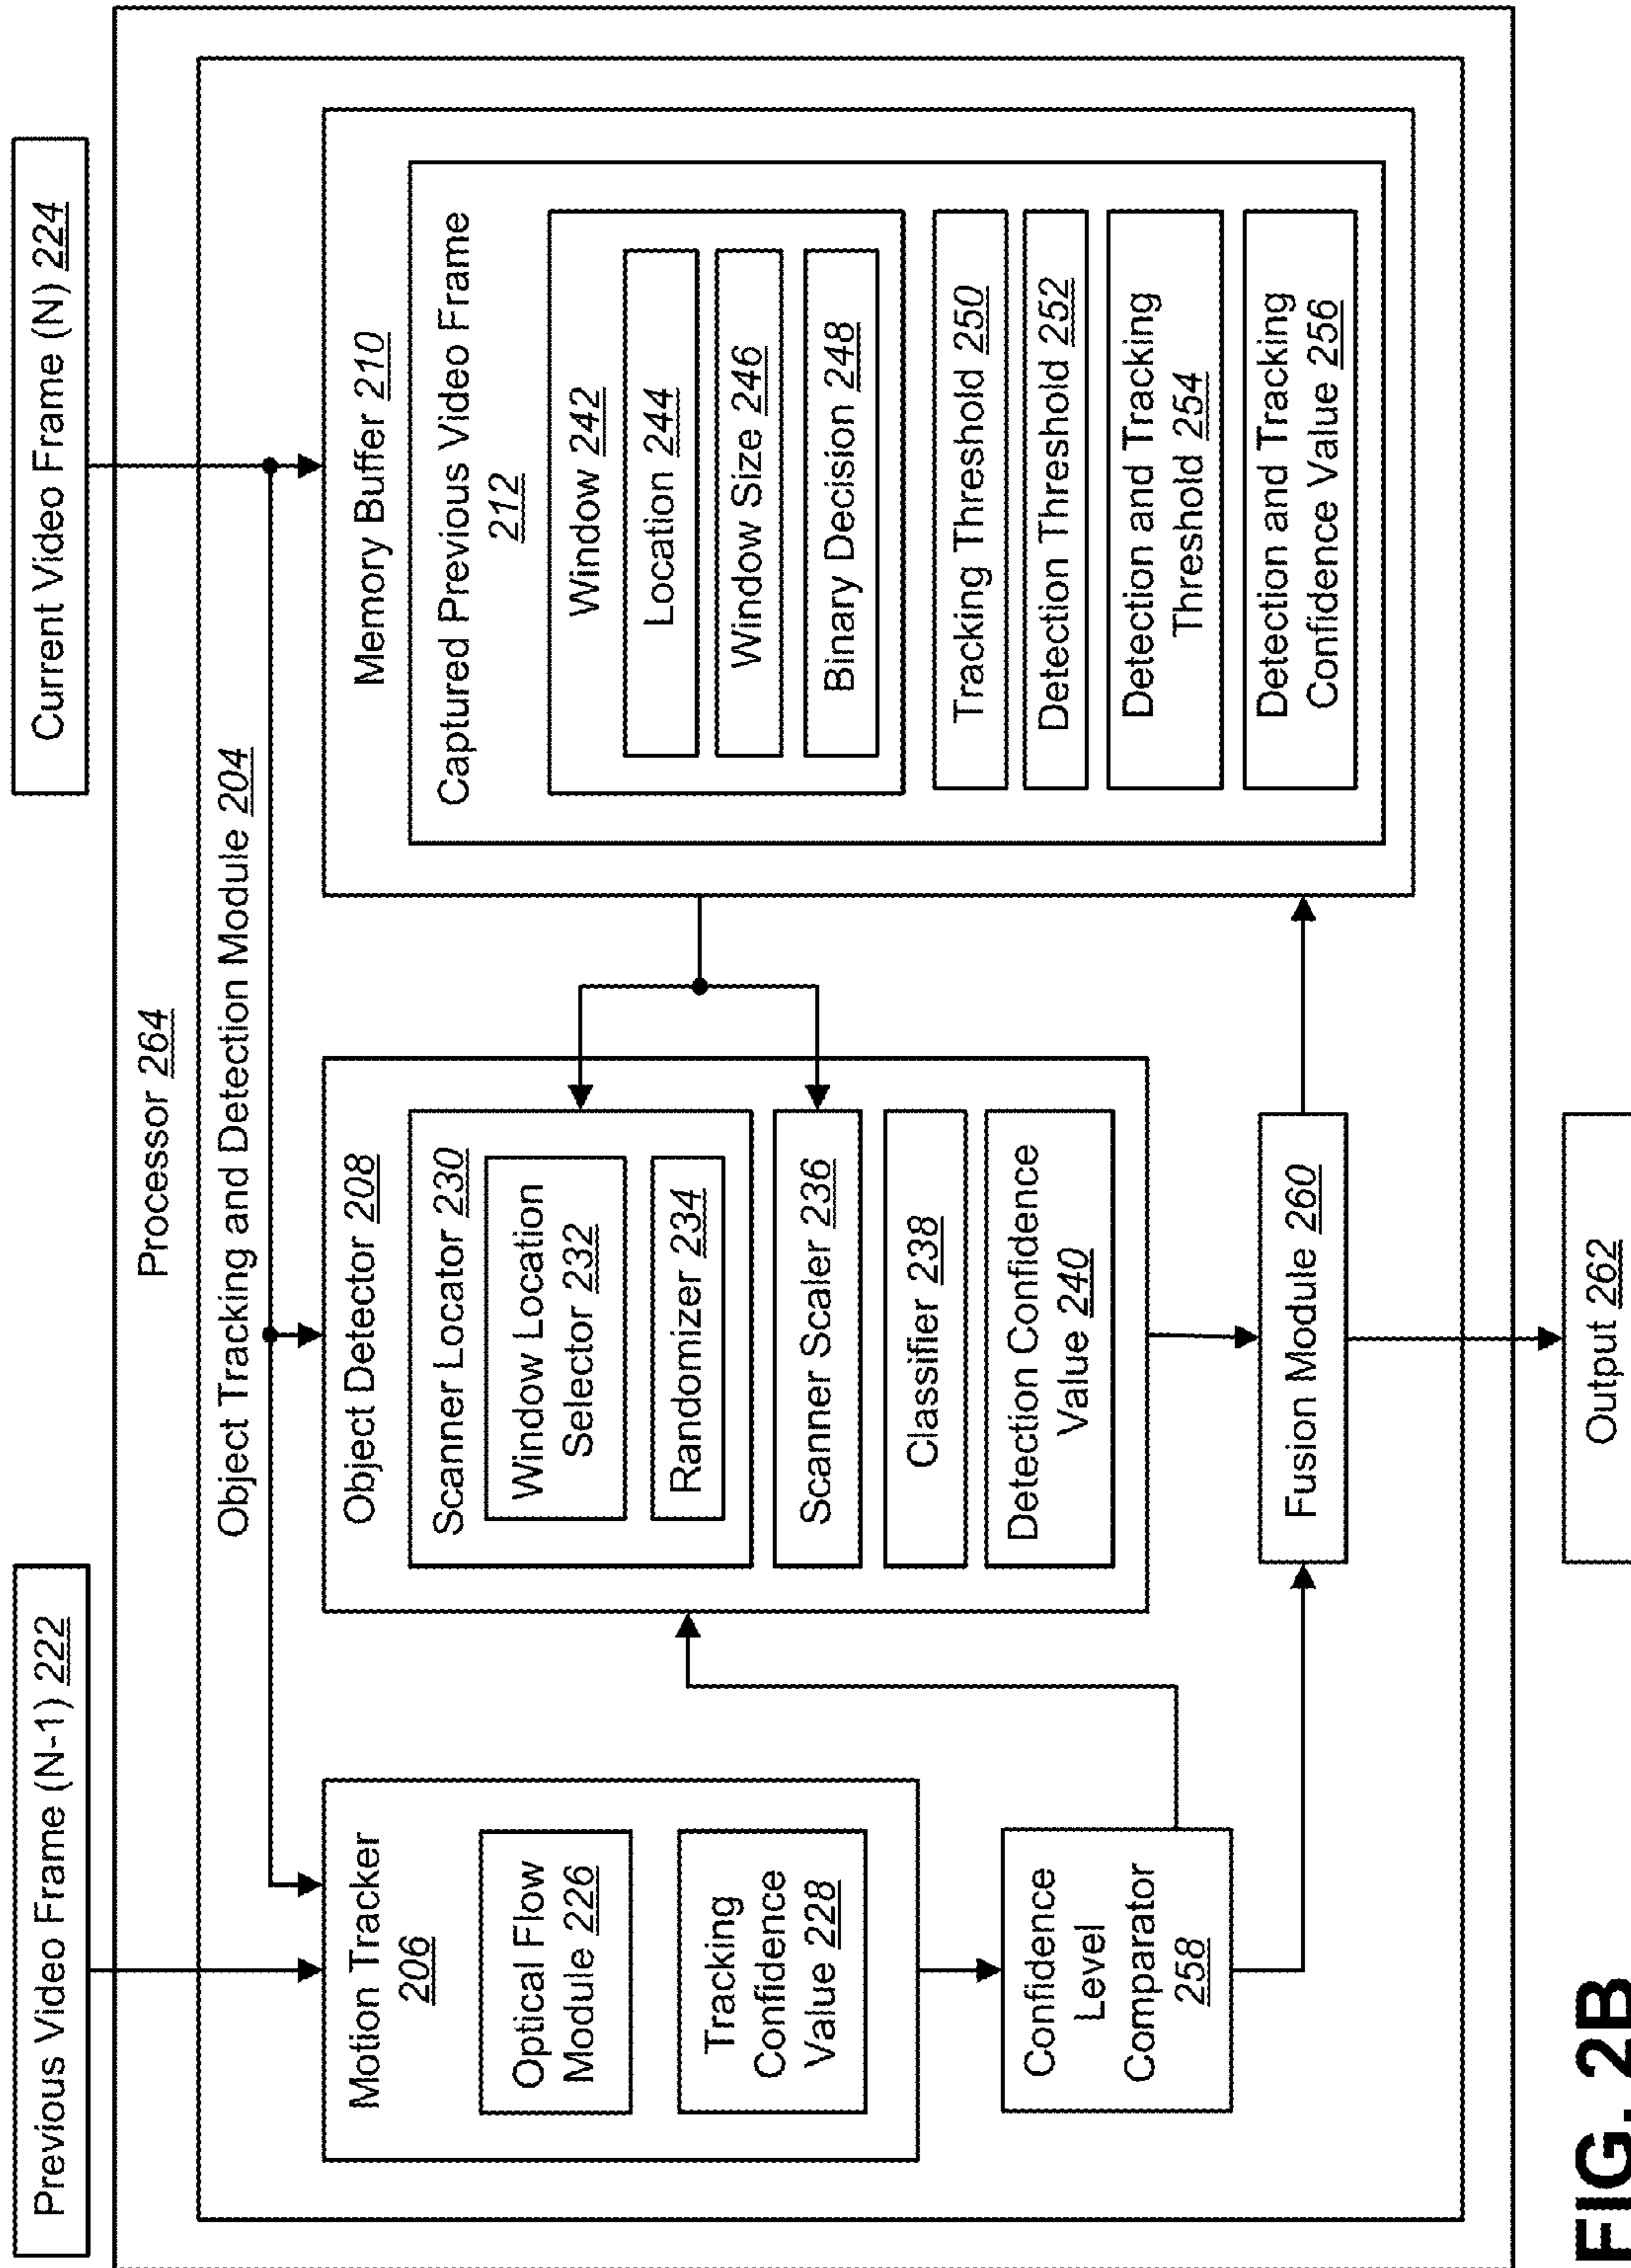 Previous Video Frame (N-1) 222
Current Video Frame (N) 224
Processor 264
Object Tracking and Detection Module 204
Motion Tracker
206
Optical Flow
Module 226
Tracking
Confidence
Value 228
Confidence
Level
Comparator
258
Object Detector 208
Scanner Locator 230
Window Location
Selector 232
Randomizer 234
Scanner Scaler 236
Classifier 238
Detection Confidence
Value 240
Fusion Module 260
Memory Buffer 210
Captured Previous Video Frame
212
Window 242
Location 244
Window Size 246
Binary Decision 248
Tracking Threshold 250
Detection Threshold 252
Detection and Tracking
Threshold 254
Detection and Tracking
Confidence Value 256
Output 262
FIG. 2B